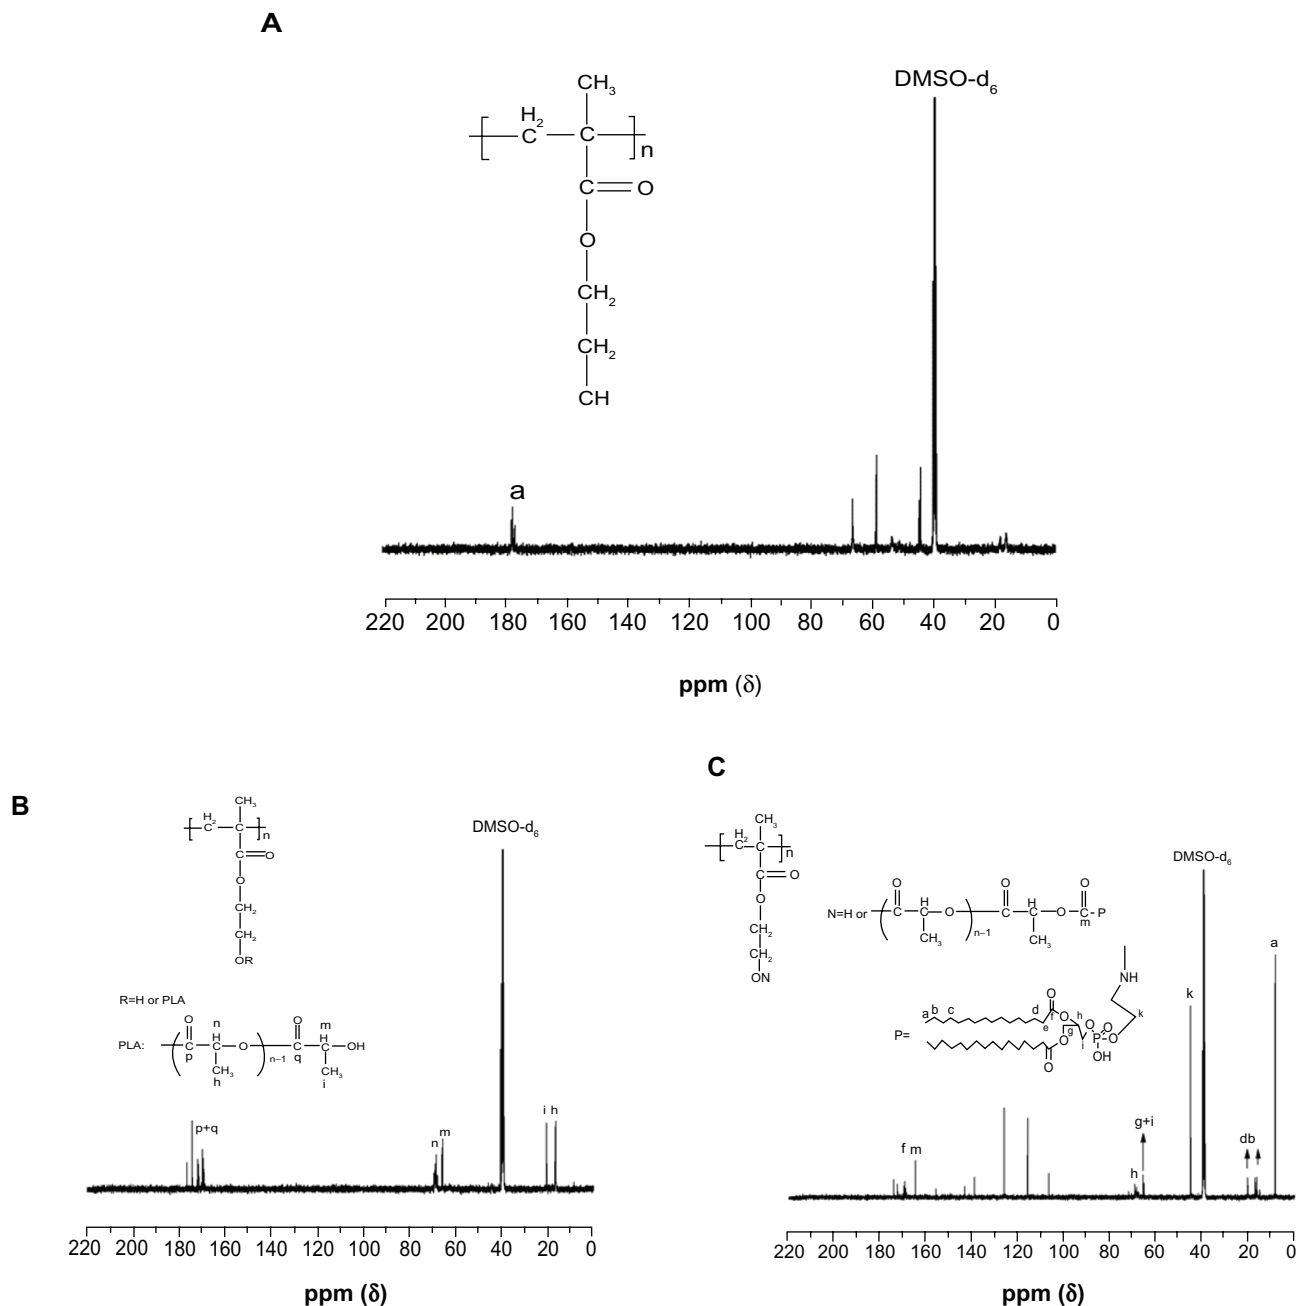 A
DMSO-d6
CH3
H2
C
C
n
C
O
O
CH2
CH2
CH
a
220 200 180 160 140 120 100 80 60 40 20 0
ppm (δ)
B
CH3
H2
C
C
n
C
O
O
CH2
CH2
OR
R=H or PLA
DMSO-d6
PLA:
O
n
H
C
C
O
p
CH3
h
n–1
O
m
H
C
C
OH
q
CH3
i
p+q
n
m
i h
220 200 180 160 140 120 100 80 60 40 20 0
ppm (δ)
C
CH3
H2
C
C
n
C
O
O
CH2
CH2
ON
DMSO-d6
N=H or
O
H
C
C
O
CH3
n–1
O
H
C
C
O
CH3
O
C
m
- P
NH
k
P=
a b c d
e
O
f
O
g
O
h
i
O
P
O
O
OH
O
a
k
g+i
f m
h
db
220 200 180 160 140 120 100 80 60 40 20 0
ppm (δ)